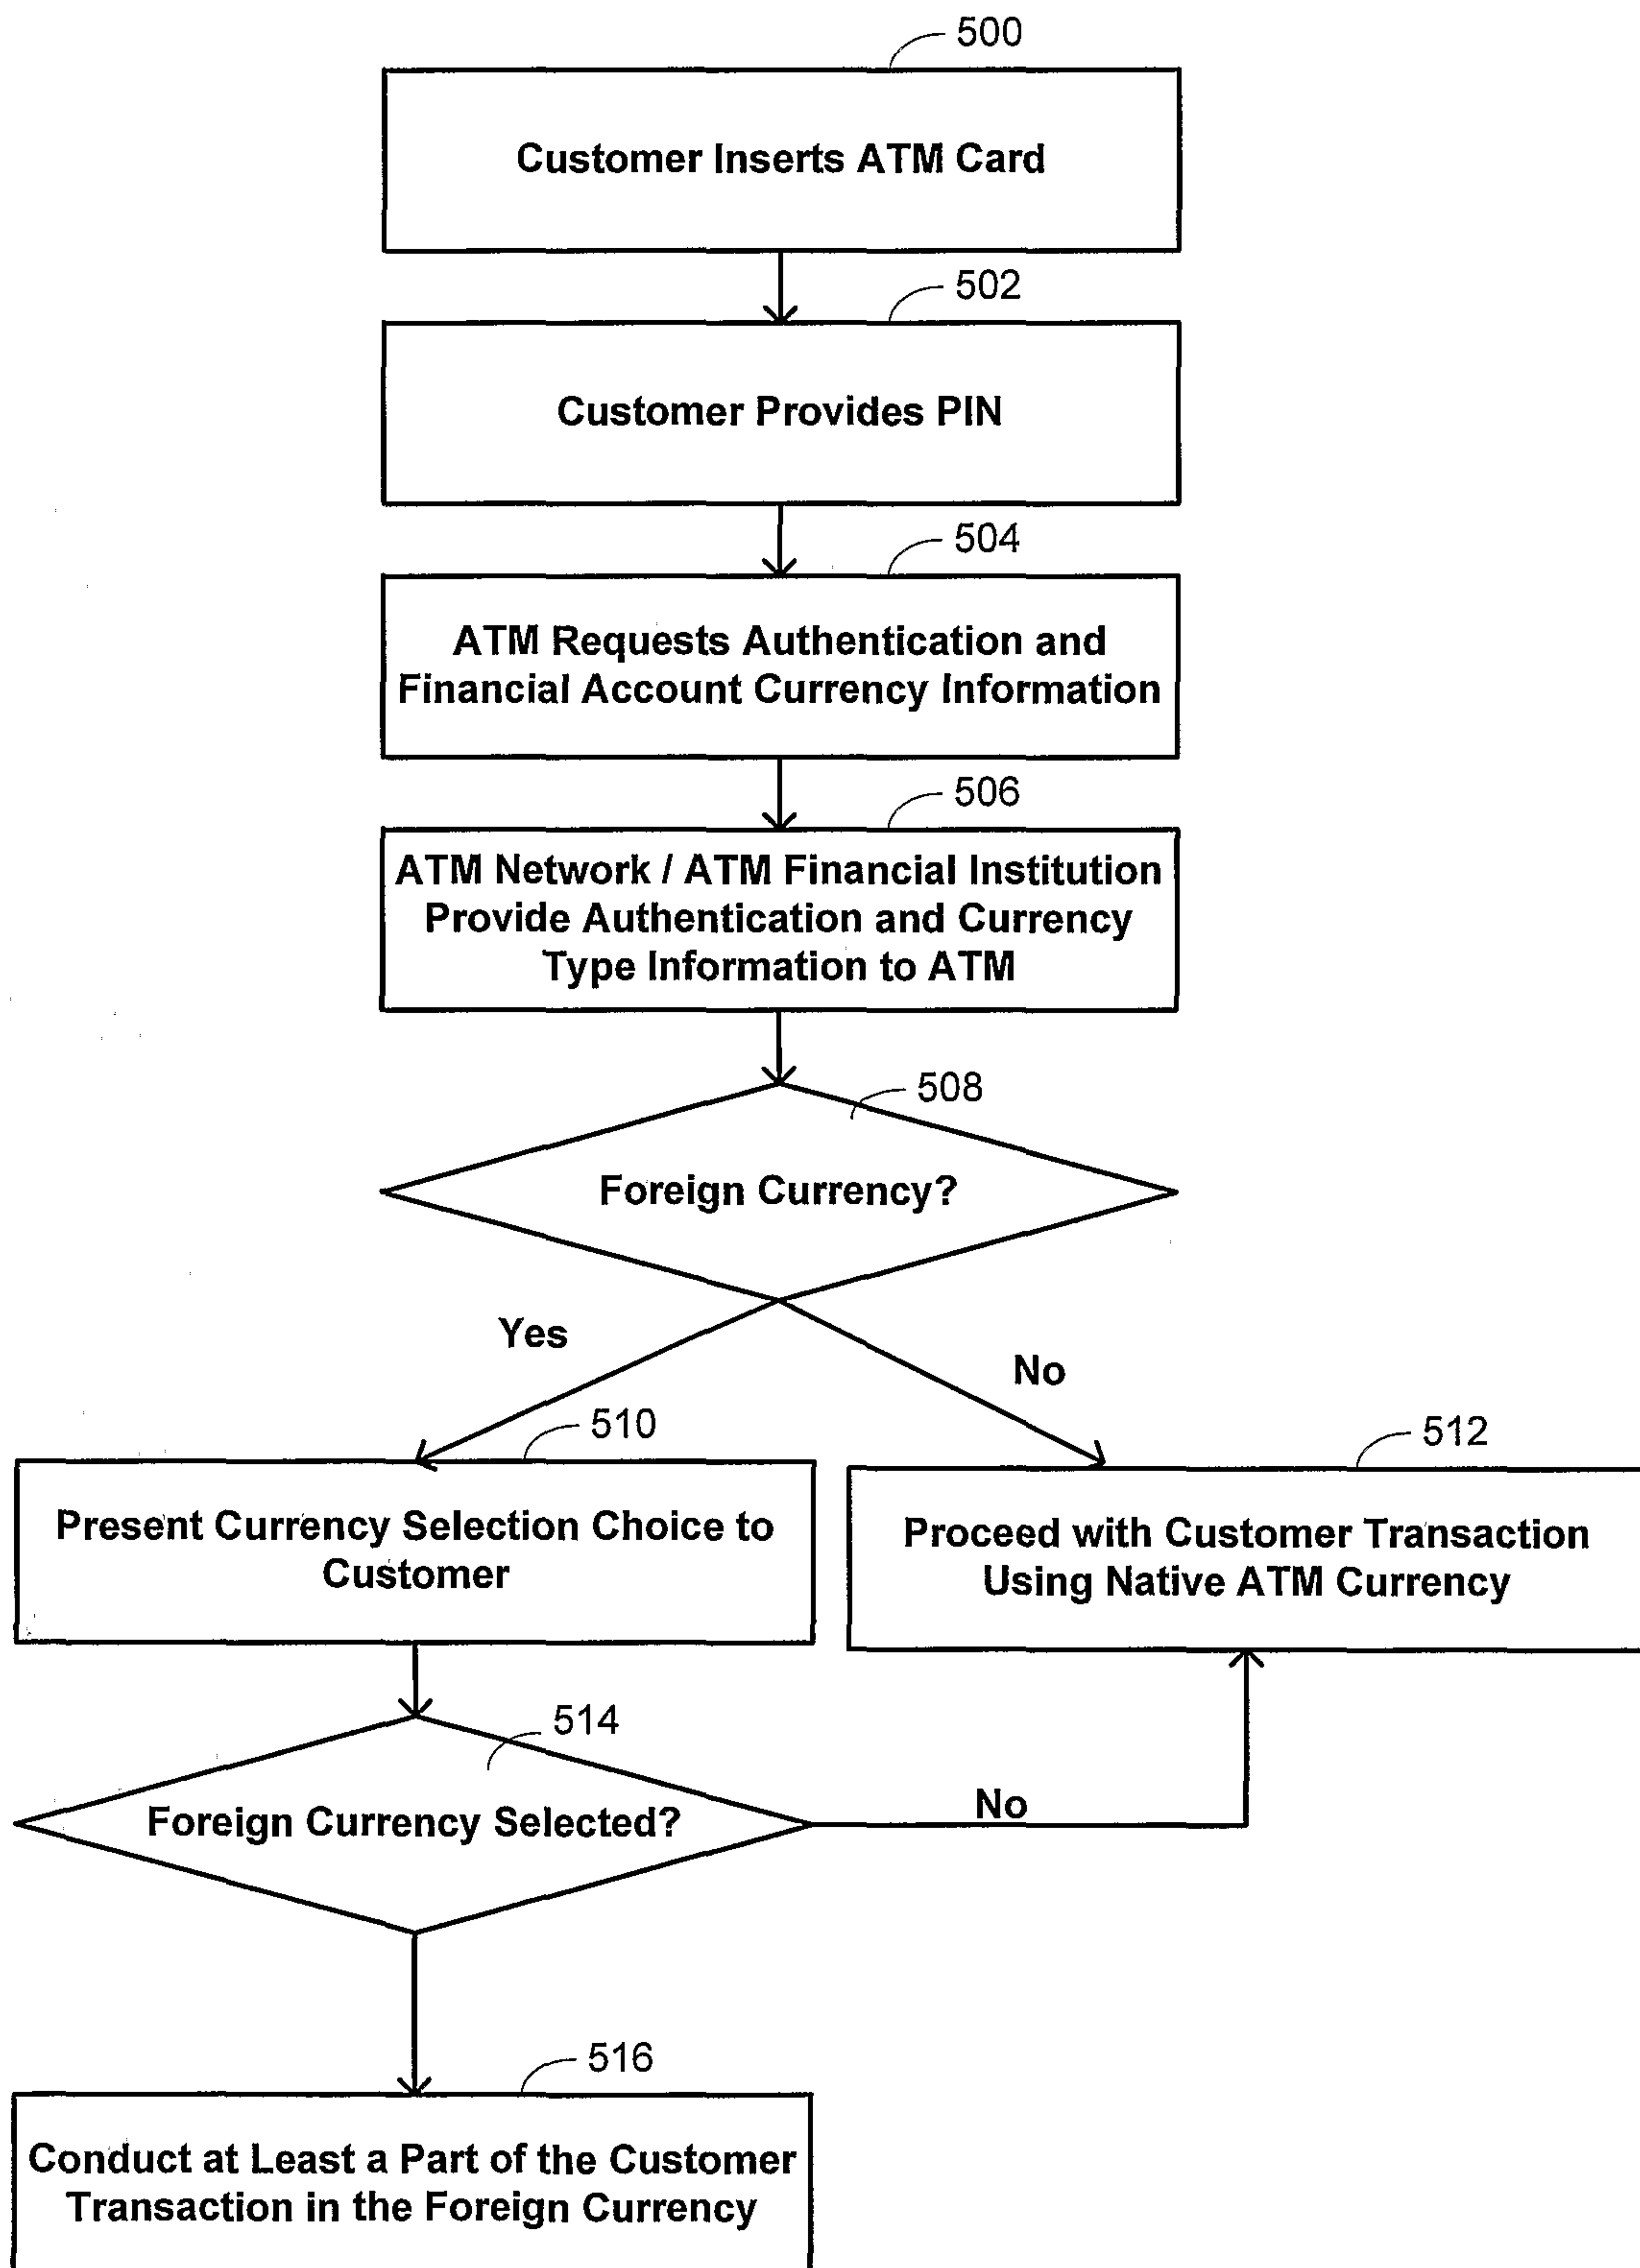 500
Customer Inserts ATM Card
502
Customer Provides PIN
504
ATM Requests Authentication and
Financial Account Currency Information
506
ATM Network / ATM Financial Institution
Provide Authentication and Currency
Type Information to ATM
508
Foreign Currency?
Yes
No
510
Present Currency Selection Choice to
Customer
512
Proceed with Customer Transaction
Using Native ATM Currency
514
Foreign Currency Selected?
No
516
Conduct at Least a Part of the Customer
Transaction in the Foreign Currency